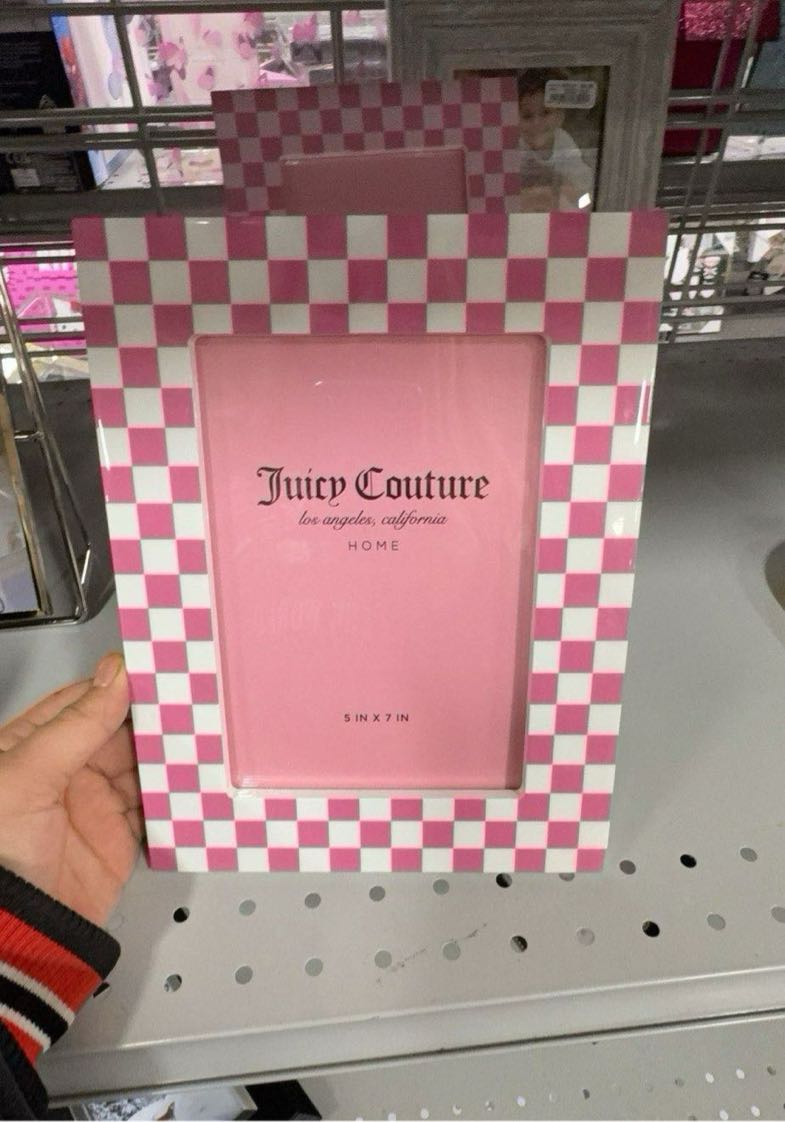 Juicy Couture
los angeles, california
HOME
5 IN X 7 IN